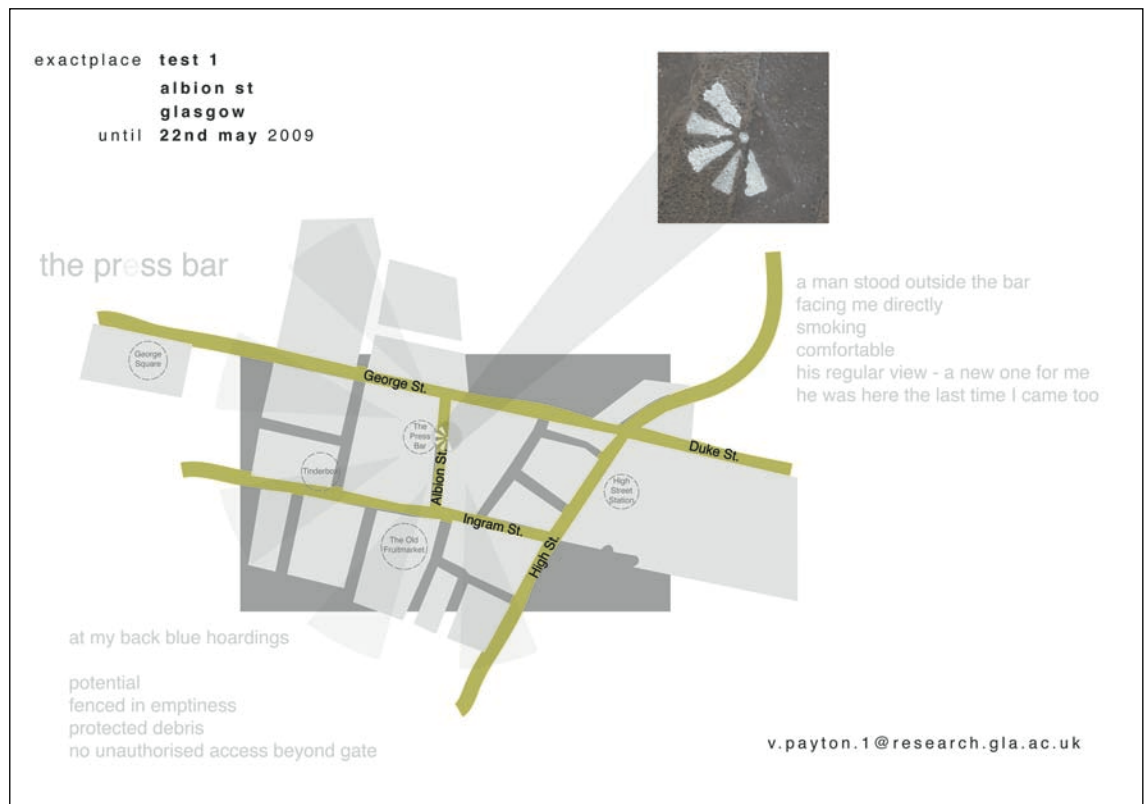 exactplace test 1
albion st
glasgow
until 22nd may 2009
the press bar
a man stood outside the bar
facing me directly
smoking
comfortable
his regular view - a new one for me
he was here the last time I came too
George
Square
George St.
The
Press
Bar
Albion St.
Duke St.
Tinderbox
High
Street
Station
Ingram St.
The Old
Fruitmarket
High St.
at my back blue hoardings
potential
fenced in emptiness
protected debris
no unauthorised access beyond gate
v.payton.1@research.gla.ac.uk